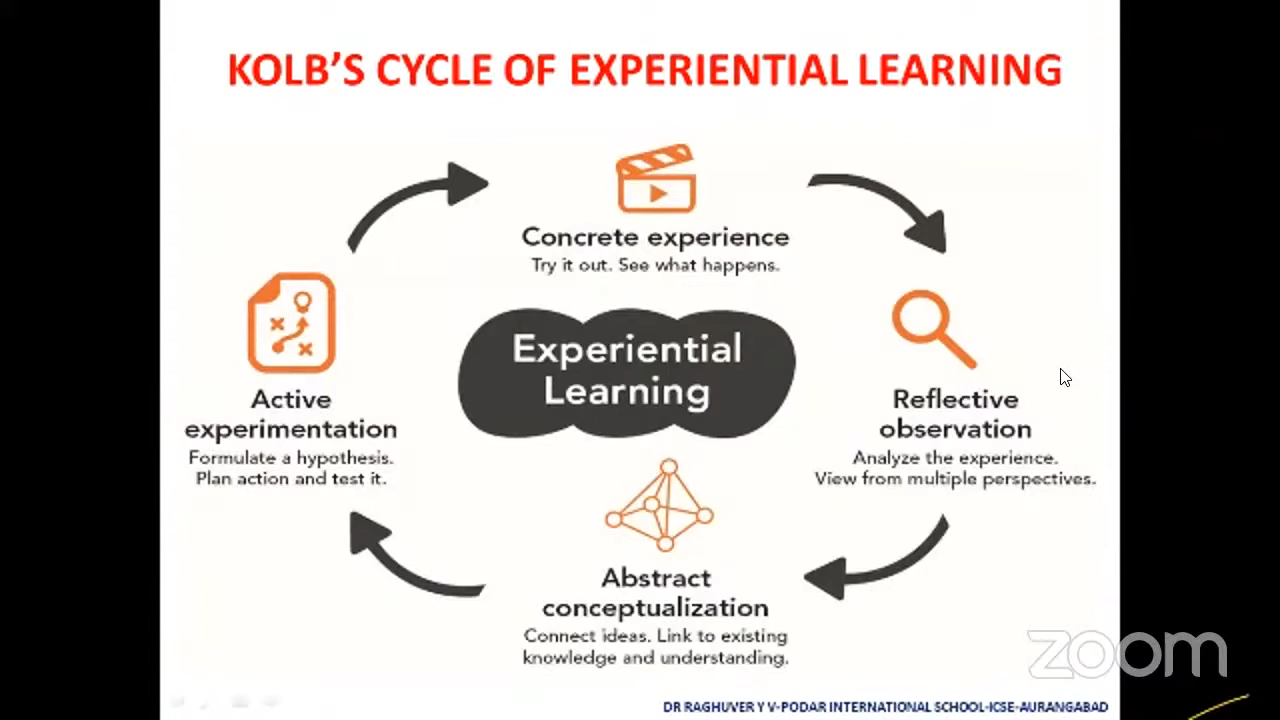 KOLB'S CYCLE OF EXPERIENTIAL LEARNING
Concrete experience
Try it out. See what happens.
Experiential
Learning
Reflective
observation
Analyze the experience.
View from multiple perspectives.
Abstract
conceptualization
Connect ideas. Link to existing
knowledge and understanding.
Active
experimentation
Formulate a hypothesis.
Plan action and test it.
zoom
DR RAGHUVER Y V-PODAR INTERNATIONAL SCHOOL-ICSE-AURANGABAD